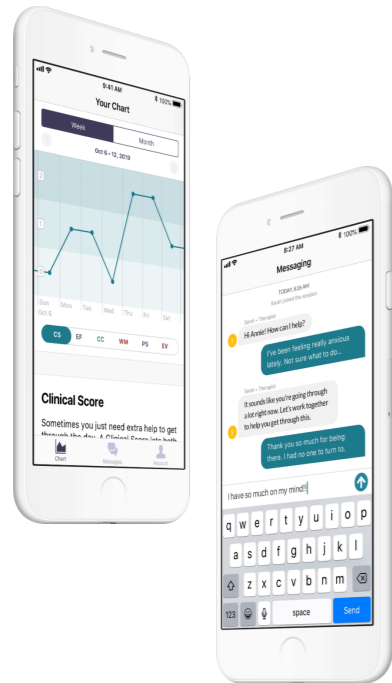 9:41 AM
100%
Your Chart
Week
Month
Oct 6–12, 2019
2
1
0
Sun Mon Tue Wed Thu Fri Sat
Oct 6
CS EF CC WM PS EV
Clinical Score
Sometimes you just need extra help to get
through the day. A Clinical Score into both
Chart
Messages
Account
8:27 AM
100%
Messaging
TODAY, 8:26 AM
Sarah joined the session
Sarah • Therapist
Hi Annie! How can I help?
I've been feeling really anxious
lately. Not sure what to do...
Sarah • Therapist
It sounds like you're going through
a lot right now. Let's work together
to help you get through this.
Thank you so much for being
there. I had no one to turn to.
I have so much on my mind!!
q w e r t y u i o p
a s d f g h j k l
z x c v b n m
123
space
Send